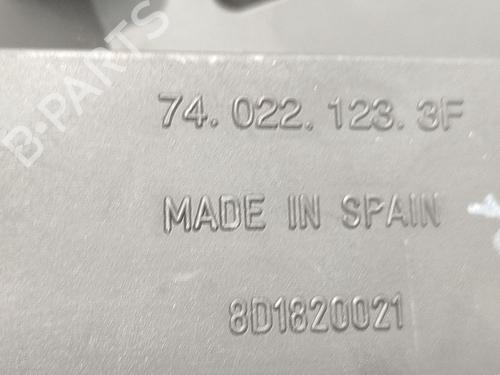 B-PARTS
74. 022. 123. 3F
MADE IN SPAIN
8D1820021